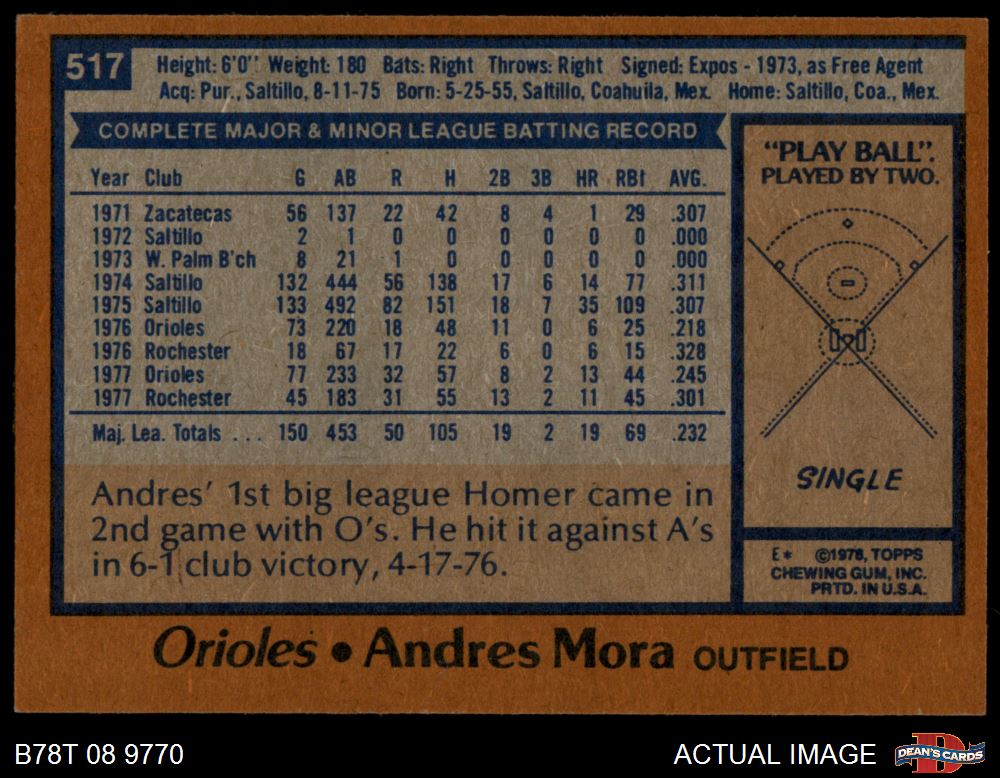 517
Height: 6'0" Weight: 180 Bats: Right Throws: Right Signed: Expos - 1973, as Free Agent
Acq: Pur., Saltillo, 8-11-75 Born: 5-25-55, Saltillo, Coahuila, Mex. Home: Saltillo, Coa., Mex.
COMPLETE MAJOR & MINOR LEAGUE BATTING RECORD
Year Club G AB R H 2B 3B HR RBI AVG.
1971 Zacatecas 56 137 22 42 8 4 1 29 .307
1972 Saltillo 2 1 0 0 0 0 0 0 .000
1973 W. Palm B'ch 8 21 1 0 0 0 0 0 .000
1974 Saltillo 132 444 56 138 17 6 14 77 .311
1975 Saltillo 133 492 82 151 18 7 35 109 .307
1976 Orioles 73 220 18 48 11 0 6 25 .218
1976 Rochester 18 67 17 22 6 0 6 15 .328
1977 Orioles 77 233 32 57 8 2 13 44 .245
1977 Rochester 45 183 31 55 13 2 11 45 .301
Maj. Lea. Totals . . . 150 453 50 105 19 2 19 69 .232
Andres' 1st big league Homer came in
2nd game with O's. He hit it against A's
in 6-1 club victory, 4-17-76.
"PLAY BALL".
PLAYED BY TWO.
SINGLE
E* ©1978, TOPPS
CHEWING GUM, INC.
PRTD. IN U.S.A.
Orioles • Andres Mora OUTFIELD
B78T 08 9770
ACTUAL IMAGE
D
DEAN'S CARDS